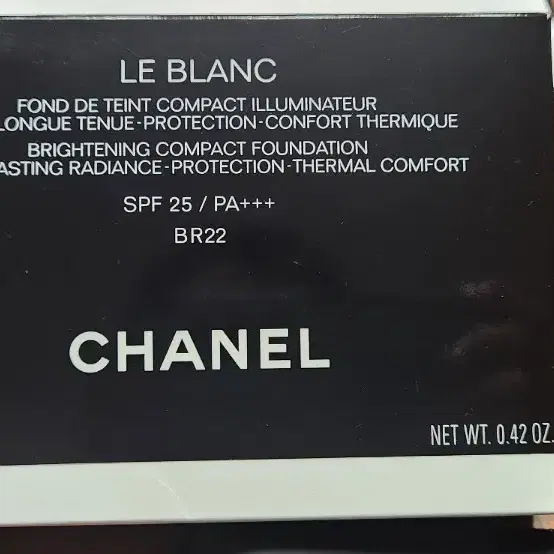 LE BLANC
FOND DE TEINT COMPACT ILLUMINATEUR
LONGUE TENUE-PROTECTION-CONFORT THERMIQUE
BRIGHTENING COMPACT FOUNDATION
ASTING RADIANCE-PROTECTION-THERMAL COMFORT
SPF 25 / PA+++
BR22
CHANEL
NET WT. 0.42 OZ.